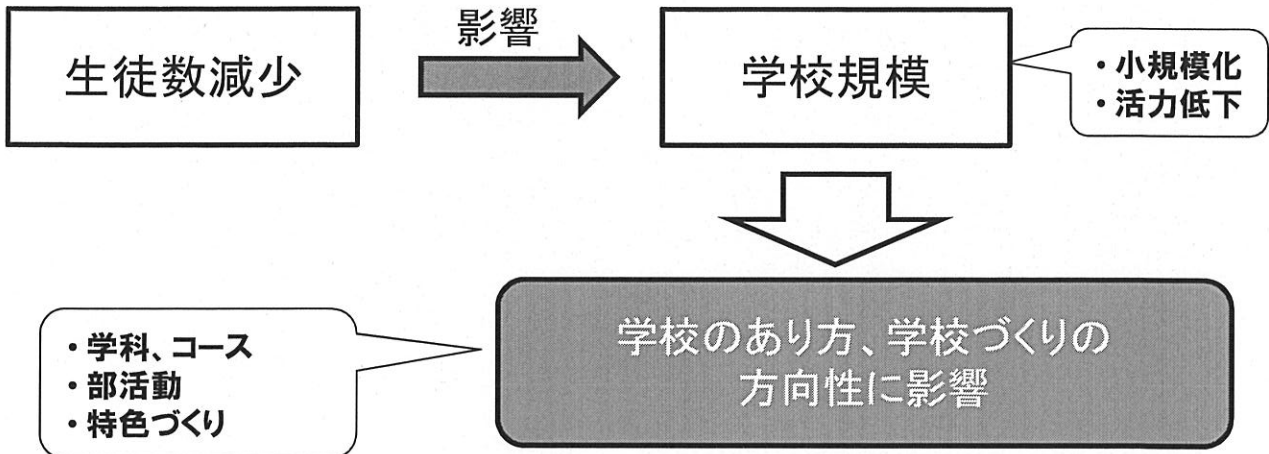 生徒数減少
影響
学校規模
・小規模化
・活力低下
学校のあり方、学校づくりの
方向性に影響
・学科、コース
・部活動
・特色づくり